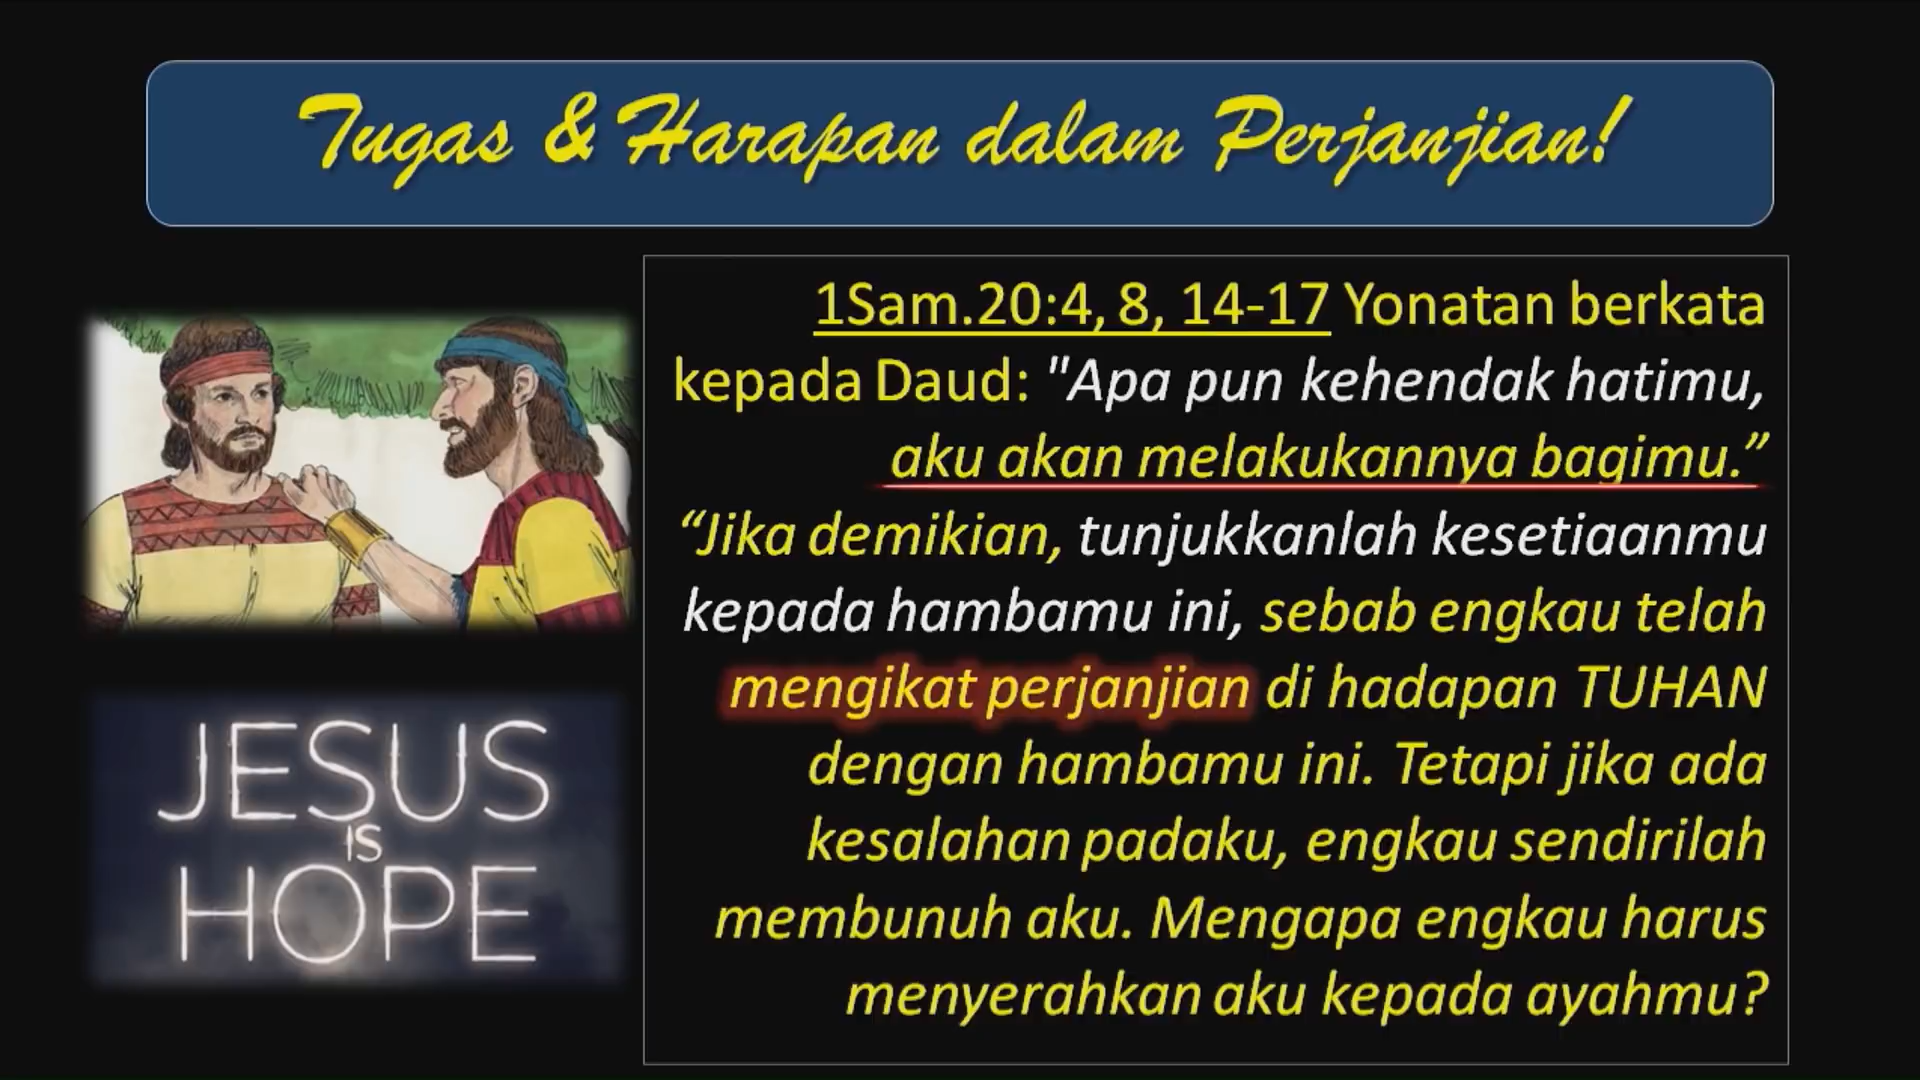 Tugas & Harapan dalam Perjanjian!
1Sam.20:4, 8, 14-17 Yonatan berkata
kepada Daud: "Apa pun kehendak hatimu,
aku akan melakukannya bagimu.”
“Jika demikian, tunjukkanlah kesetiaanmu
kepada hambamu ini, sebab engkau telah
mengikat perjanjian di hadapan TUHAN
dengan hambamu ini. Tetapi jika ada
kesalahan padaku, engkau sendirilah
membunuh aku. Mengapa engkau harus
menyerahkan aku kepada ayahmu?
JESUS
IS
HOPE